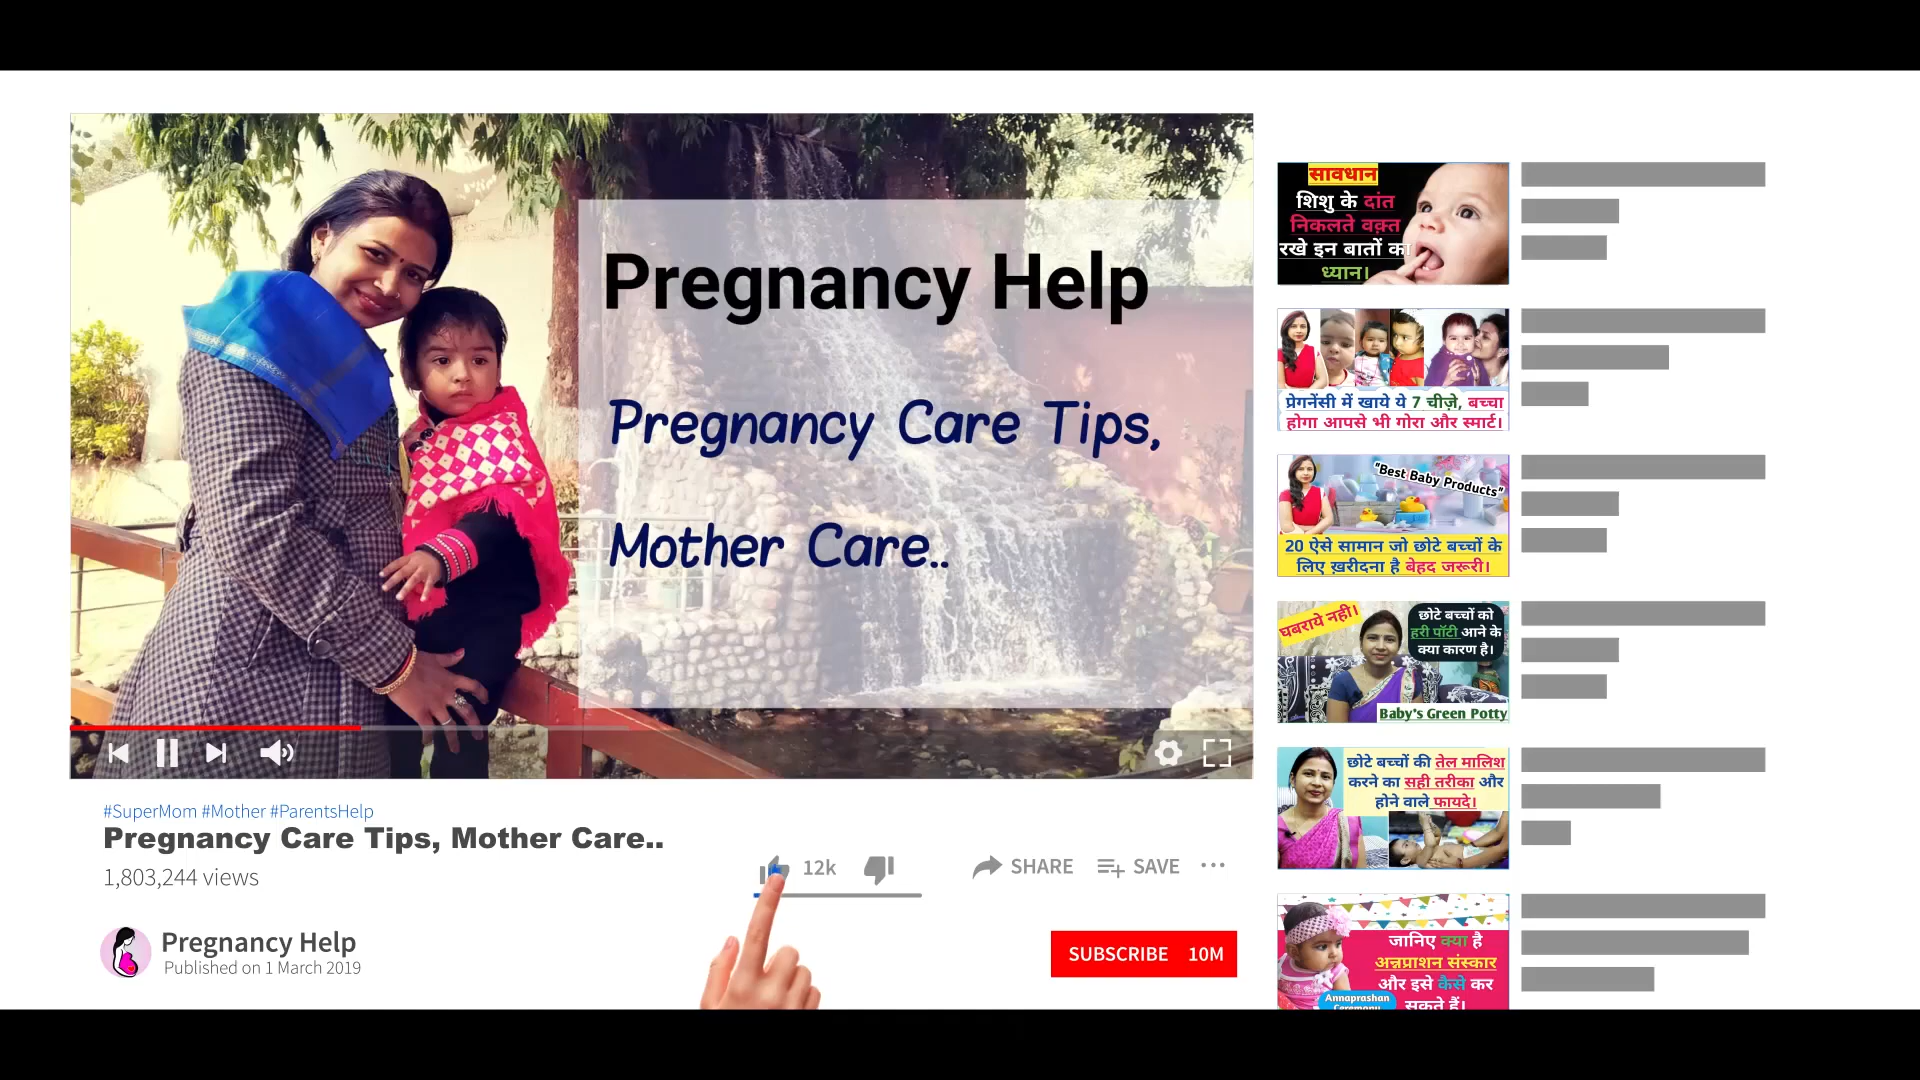 Pregnancy Help
Pregnancy Care Tips,
Mother Care..
#SuperMom #Mother #ParentsHelp
Pregnancy Care Tips, Mother Care..
1,803,244 views
12k
SHARE
SAVE
Pregnancy Help
Published on 1 March 2019
SUBSCRIBE 10M
सावधान
शिशु के दांत
निकलते वक़्त
रखे इन बातों का
ध्यान।
प्रेगनेंसी में खाये ये 7 चीज़े, बच्चा
होगा आपसे भी गोरा और स्मार्ट।
"Best Baby Products"
20 ऐसे सामान जो छोटे बच्चों के
लिए ख़रीदना है बेहद जरूरी।
घबराये नही।
छोटे बच्चों को
हरी पॉटी आने के
क्या कारण है।
Baby's Green Potty
छोटे बच्चों की तेल मालिश
करने का सही तरीका और
होने वाले फायदे।
जानिए क्या है
अन्नप्राशन संस्कार
और इसे कैसे कर
सकते हैं।
Annaprashan
Ceremony